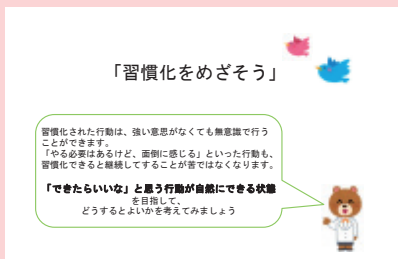 「習慣化をめざそう」
習慣化された行動は、強い意思がなくても無意識で行う
ことができます。
「やる必要はあるけど、面倒に感じる」といった行動も、
習慣化できると継続してすることが苦ではなくなります。
「できたらいいな」と思う行動が自然にできる状態
を目指して、
どうするとよいかを考えてみましょう